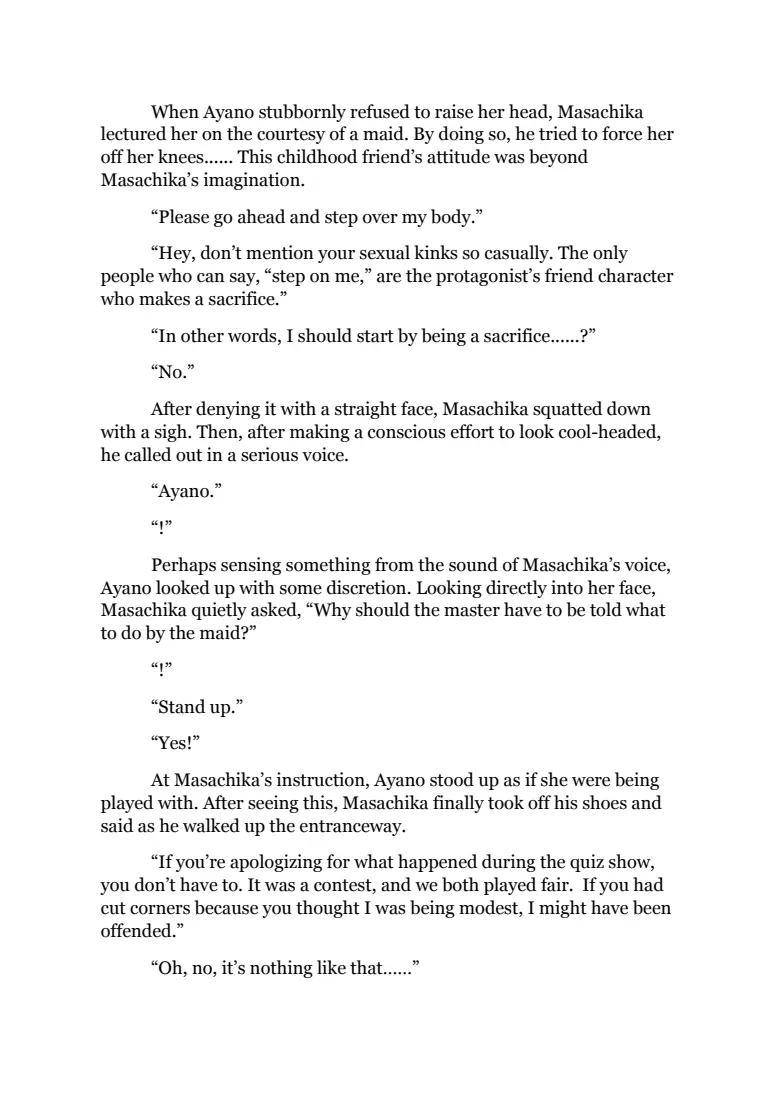 When Ayano stubbornly refused to raise her head, Masachika
lectured her on the courtesy of a maid. By doing so, he tried to force her
off her knees...... This childhood friend’s attitude was beyond
Masachika’s imagination.
“Please go ahead and step over my body.”
“Hey, don’t mention your sexual kinks so casually. The only
people who can say, “step on me,” are the protagonist’s friend character
who makes a sacrifice.”
“In other words, I should start by being a sacrifice......?”
“No.”
After denying it with a straight face, Masachika squatted down
with a sigh. Then, after making a conscious effort to look cool-headed,
he called out in a serious voice.
“Ayano.”
“!”
Perhaps sensing something from the sound of Masachika’s voice,
Ayano looked up with some discretion. Looking directly into her face,
Masachika quietly asked, “Why should the master have to be told what
to do by the maid?”
“!”
“Stand up.”
“Yes!”
At Masachika’s instruction, Ayano stood up as if she were being
played with. After seeing this, Masachika finally took off his shoes and
said as he walked up the entranceway.
“If you’re apologizing for what happened during the quiz show,
you don’t have to. It was a contest, and we both played fair.  If you had
cut corners because you thought I was being modest, I might have been
offended.”
“Oh, no, it’s nothing like that......”